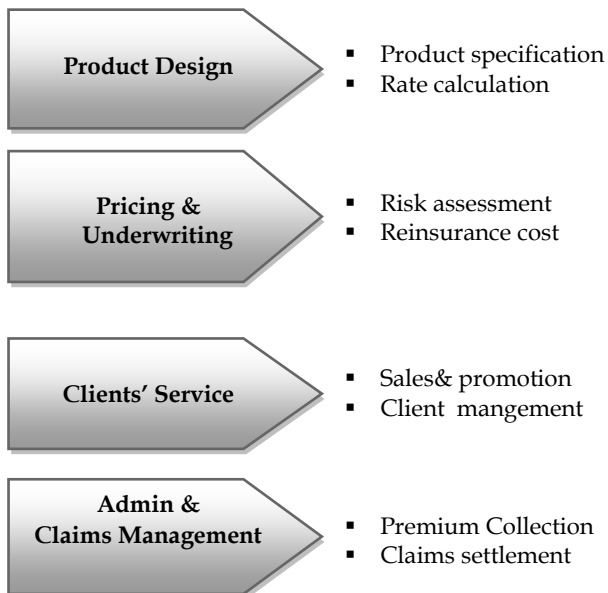 Product Design
▪ Product specification
▪ Rate calculation
Pricing &
Underwriting
▪ Risk assessment
▪ Reinsurance cost
Clients’ Service
▪ Sales& promotion
▪ Client mangement
Admin &
Claims Management
▪ Premium Collection
▪ Claims settlement